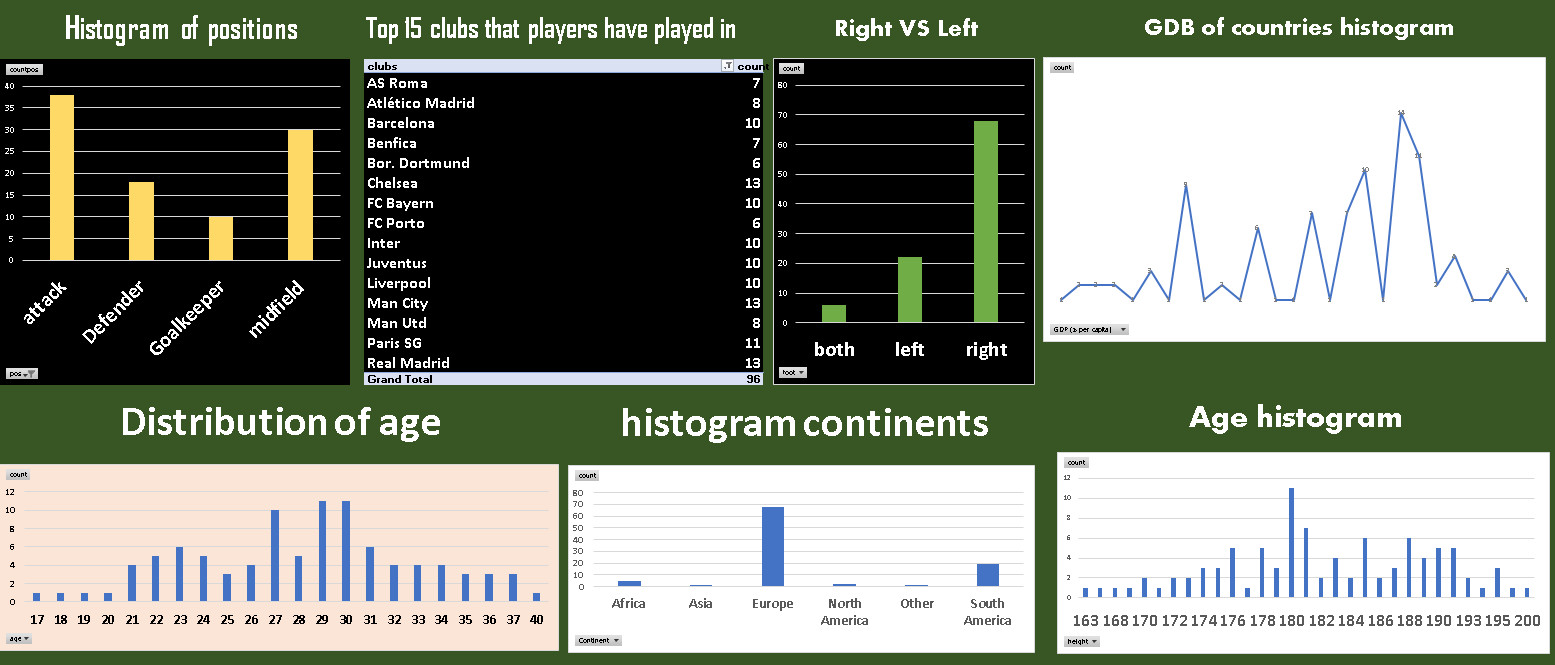 Histogram of positions
Top 15 clubs that players have played in
Right VS Left
GDB of countries histogram
countpos
40
35
30
25
20
15
10
5
0
attack
Defender
Goalkeeper
midfield
pos
clubs count
AS Roma 7
Atlético Madrid 8
Barcelona 10
Benfica 7
Bor. Dortmund 6
Chelsea 13
FC Bayern 10
FC Porto 6
Inter 10
Juventus 10
Liverpool 10
Man City 13
Man Utd 8
Paris SG 11
Real Madrid 13
Grand Total 96
count
80
70
60
50
40
30
20
10
0
both left right
foot
count
GDP ($ per capita)
Distribution of age
histogram continents
Age histogram
count
12
10
8
6
4
2
0
17 18 19 20 21 22 23 24 25 26 27 28 29 30 31 32 33 34 35 36 37 40
age
count
80
70
60
50
40
30
20
10
0
Africa Asia Europe North America Other South America
Continent
count
12
10
8
6
4
2
0
163 168 170 172 174 176 178 180 182 184 186 188 190 193 195 200
height